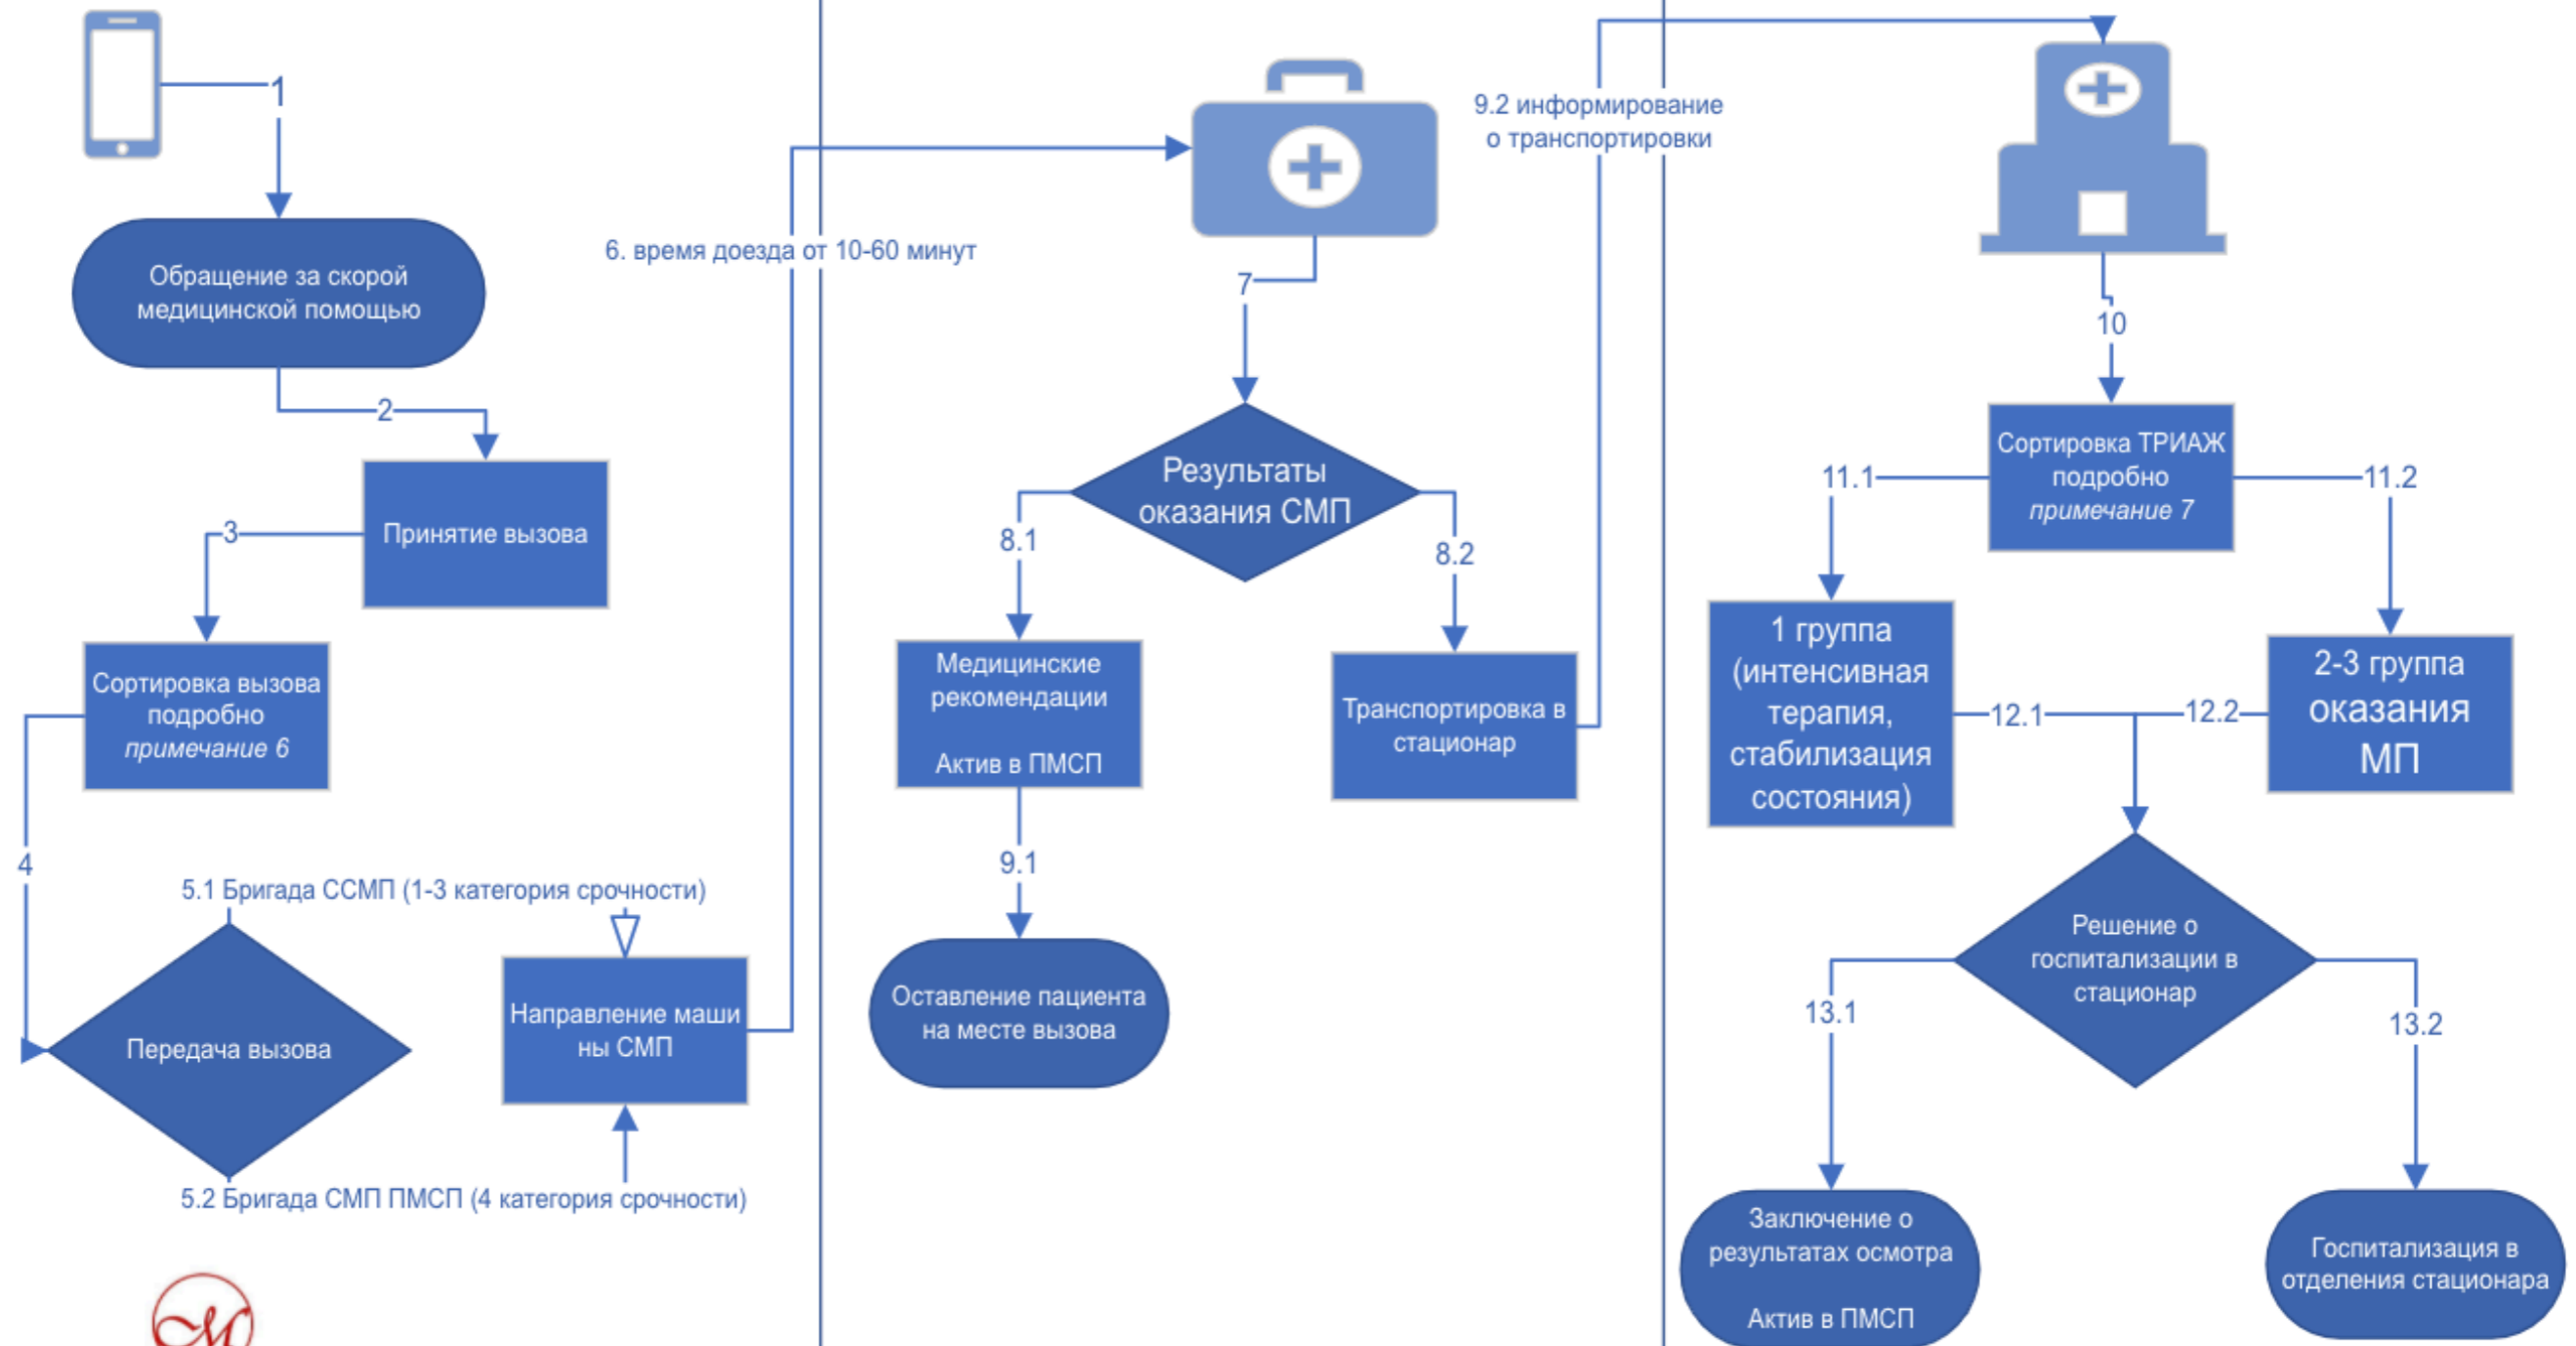 1
Обращение за скорой
медицинской помощью
2
Принятие вызова
3
Сортировка вызова
подробно
примечание 6
4
5.1 Бригада ССМП (1-3 категория срочности)
Передача вызова
Направление маши
ны СМП
5.2 Бригада СМП ПМСП (4 категория срочности)
6. время доезда от 10-60 минут
7
Результаты
оказания СМП
8.1
8.2
Медицинские
рекомендации
Актив в ПМСП
Транспортировка в
стационар
9.1
Оставление пациента
на месте вызова
9.2 информирование
о транспортировки
10
Сортировка ТРИАЖ
подробно
примечание 7
11.1
11.2
1 группа
(интенсивная
терапия,
стабилизация
состояния)
2-3 группа
оказания
МП
12.1
12.2
Решение о
госпитализации в
стационар
13.1
13.2
Заключение о
результатах осмотра
Актив в ПМСП
Госпитализация в
отделения стационара
М